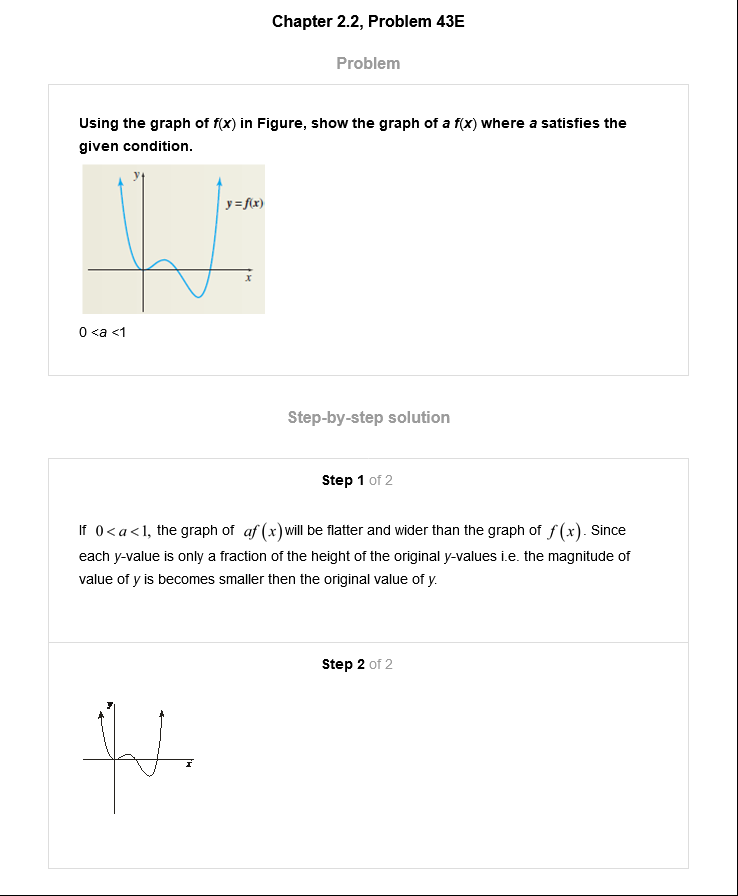 Chapter 2.2, Problem 43E
Problem
Using the graph of f(x) in Figure, show the graph of a f(x) where a satisfies the
given condition.
y
y = f(x)
x
0 <a <1
Step-by-step solution
Step 1 of 2
If 0 < a < 1, the graph of af(x) will be flatter and wider than the graph of f(x). Since
each y-value is only a fraction of the height of the original y-values i.e. the magnitude of
value of y is becomes smaller then the original value of y.
Step 2 of 2
y
x